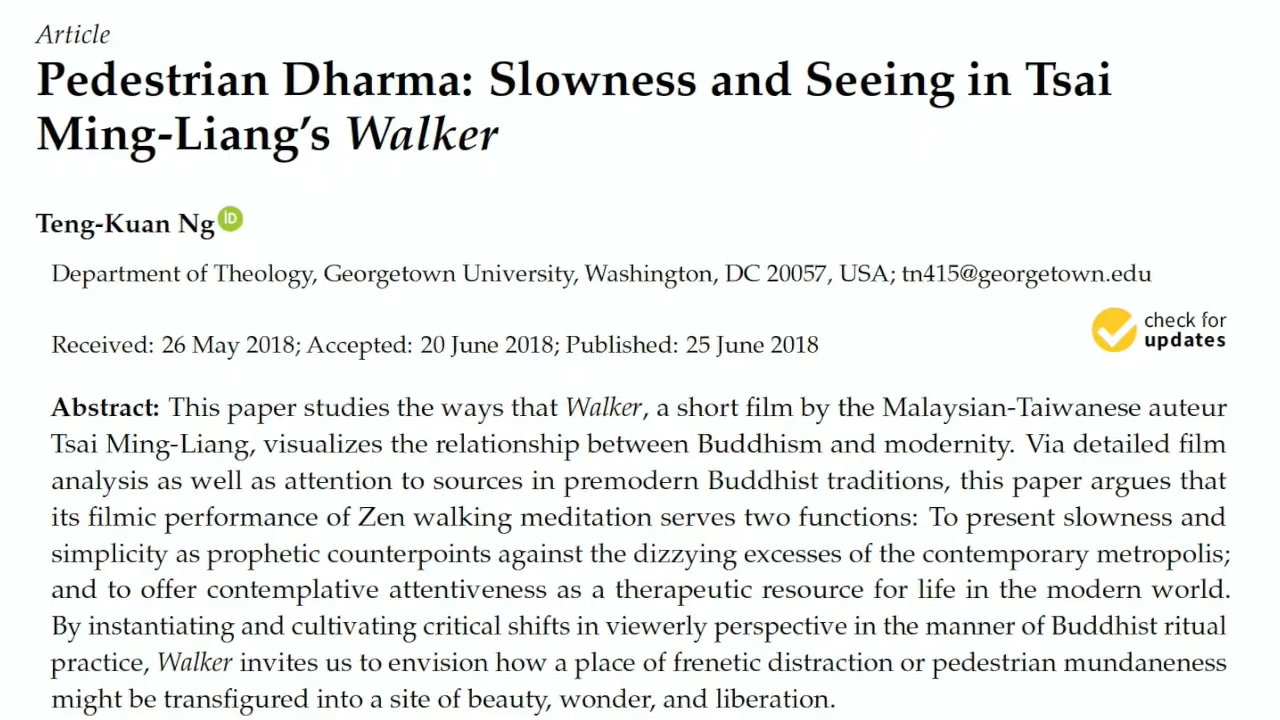 Article
Pedestrian Dharma: Slowness and Seeing in Tsai
Ming-Liang's Walker
Teng-Kuan Ng iD
Department of Theology, Georgetown University, Washington, DC 20057, USA; tn415@georgetown.edu
Received: 26 May 2018; Accepted: 20 June 2018; Published: 25 June 2018
check for
updates
Abstract: This paper studies the ways that Walker, a short film by the Malaysian-Taiwanese auteur
Tsai Ming-Liang, visualizes the relationship between Buddhism and modernity. Via detailed film
analysis as well as attention to sources in premodern Buddhist traditions, this paper argues that
its filmic performance of Zen walking meditation serves two functions: To present slowness and
simplicity as prophetic counterpoints against the dizzying excesses of the contemporary metropolis;
and to offer contemplative attentiveness as a therapeutic resource for life in the modern world.
By instantiating and cultivating critical shifts in viewerly perspective in the manner of Buddhist ritual
practice, Walker invites us to envision how a place of frenetic distraction or pedestrian mundaneness
might be transfigured into a site of beauty, wonder, and liberation.